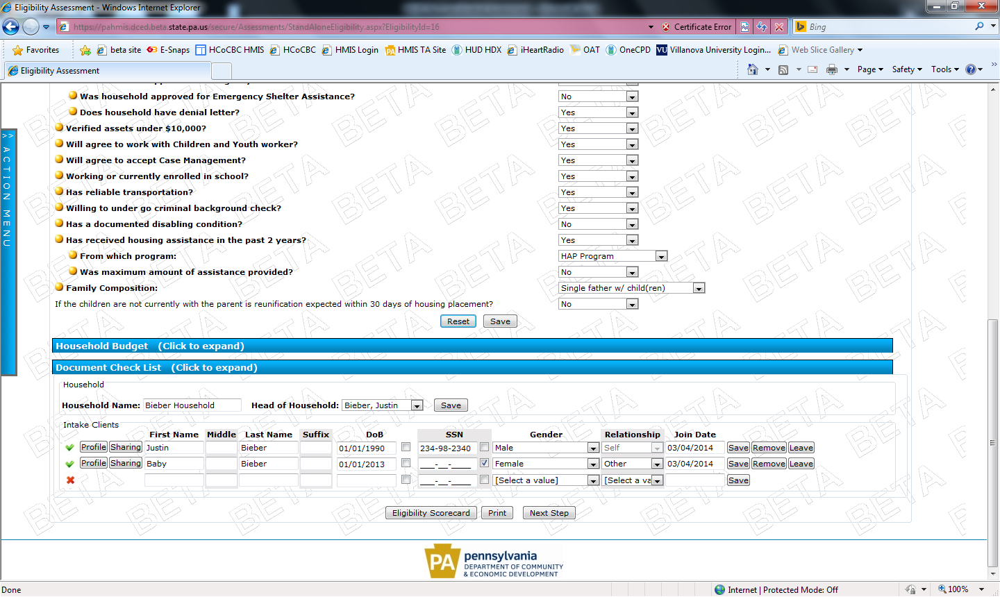 Eligibility Assessment - Windows Internet Explorer
https://pahmis.dced.beta.state.pa.us/secure/Assessments/StandAloneEligibility.aspx?EligibilityId=16 Certificate Error Bing
Favorites beta site E-Snaps HCoCBC HMIS HCoCBC HMIS Login HMIS TA Site HUD HDX iHeartRadio OAT OneCPD VU Villanova University Login... Web Slice Gallery
Eligibility Assessment Page Safety Tools
>> ACTION MENU
Was household approved for Emergency Shelter Assistance? No
Does household have denial letter? Yes
Verified assets under $10,000? Yes
Will agree to work with Children and Youth worker? Yes
Will agree to accept Case Management? Yes
Working or currently enrolled in school? Yes
Has reliable transportation? Yes
Willing to under go criminal background check? Yes
Has a documented disabling condition? No
Has received housing assistance in the past 2 years? Yes
From which program: HAP Program
Was maximum amount of assistance provided? No
Family Composition: Single father w/ child(ren)
If the children are not currently with the parent is reunification expected within 30 days of housing placement? No
Reset Save
Household Budget (Click to expand)
Document Check List (Click to expand)
Household
Household Name: Bieber Household Head of Household: Bieber, Justin Save
Intake Clients
First Name Middle Last Name Suffix DoB SSN Gender Relationship Join Date
Profile Sharing Justin Bieber 01/01/1990 234-98-2340 Male Self 03/04/2014 Save Remove Leave
Profile Sharing Baby Bieber 01/01/2013 ___-__-____ Female Other 03/04/2014 Save Remove Leave
___-__-____ [Select a value] [Select a va Save
Eligibility Scorecard Print Next Step
BETA
PA pennsylvania
DEPARTMENT OF COMMUNITY
& ECONOMIC DEVELOPMENT
Done Internet | Protected Mode: Off 100%